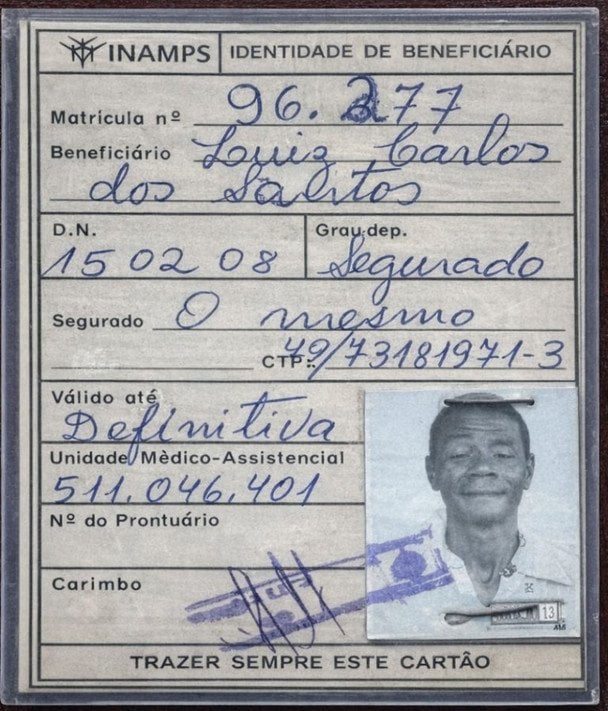 INAMPS IDENTIDADE DE BENEFICIÁRIO
Matrícula nº 96.277
Beneficiário Luiz Carlos
dos Santos
D.N. Grau dep.
15 02 08 Segurado
Segurado O mesmo
CTP: 49/73181971-3
Válido até
Definitiva
Unidade Mèdico-Assistencial
511.046.401
Nº do Prontuário
Carimbo
13
TRAZER SEMPRE ESTE CARTÃO